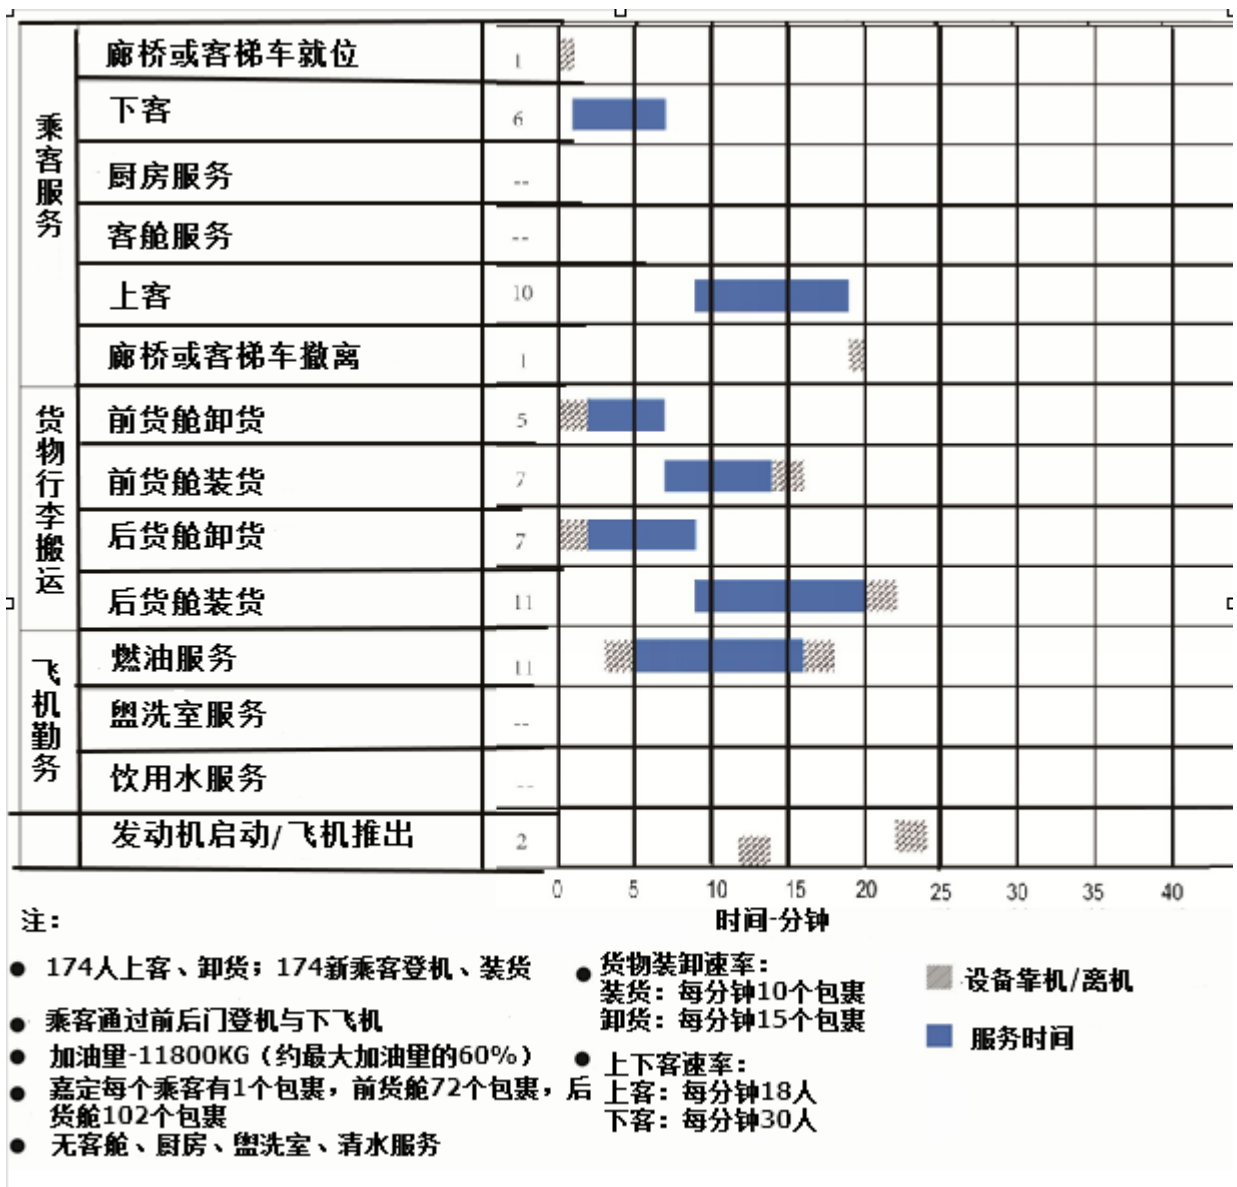 乘客服务
廊桥或客梯车就位 1
下客 6
厨房服务 --
客舱服务 --
上客 10
廊桥或客梯车撤离 1
货物行李搬运
前货舱卸货 5
前货舱装货 7
后货舱卸货 7
后货舱装货 11
飞机勤务
燃油服务 11
盥洗室服务 --
饮用水服务 --
发动机启动/飞机推出 2
0 5 10 15 20 25 30 35 40
时间-分钟
注：
● 174人上客、卸货；174新乘客登机、装货
● 乘客通过前后门登机与下飞机
● 加油量-11800KG（约最大加油量的60%）
● 嘉定每个乘客有1个包裹，前货舱72个包裹，后
货舱102个包裹
● 无客舱、厨房、盥洗室、清水服务
● 货物装卸速率：
装货：每分钟10个包裹
卸货：每分钟15个包裹
● 上下客速率：
上客：每分钟18人
下客：每分钟30人
设备靠机/离机
服务时间